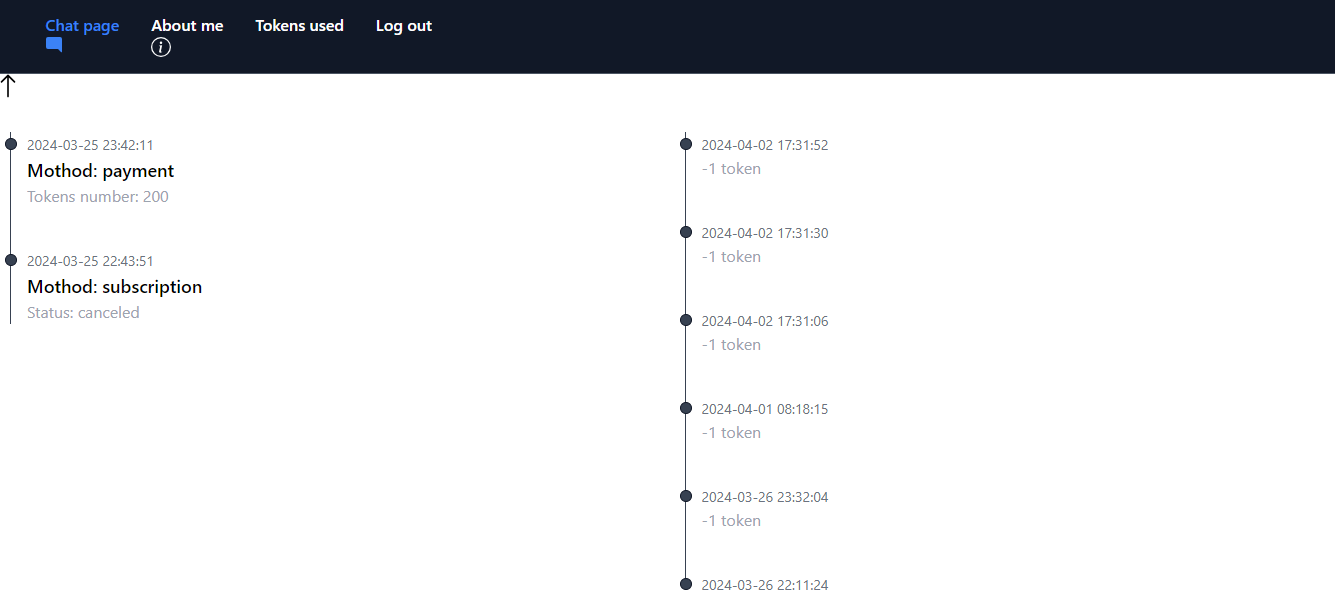 Chat page
About me
Tokens used
Log out
2024-03-25 23:42:11
Mothod: payment
Tokens number: 200
2024-03-25 22:43:51
Mothod: subscription
Status: canceled
2024-04-02 17:31:52
-1 token
2024-04-02 17:31:30
-1 token
2024-04-02 17:31:06
-1 token
2024-04-01 08:18:15
-1 token
2024-03-26 23:32:04
-1 token
2024-03-26 22:11:24